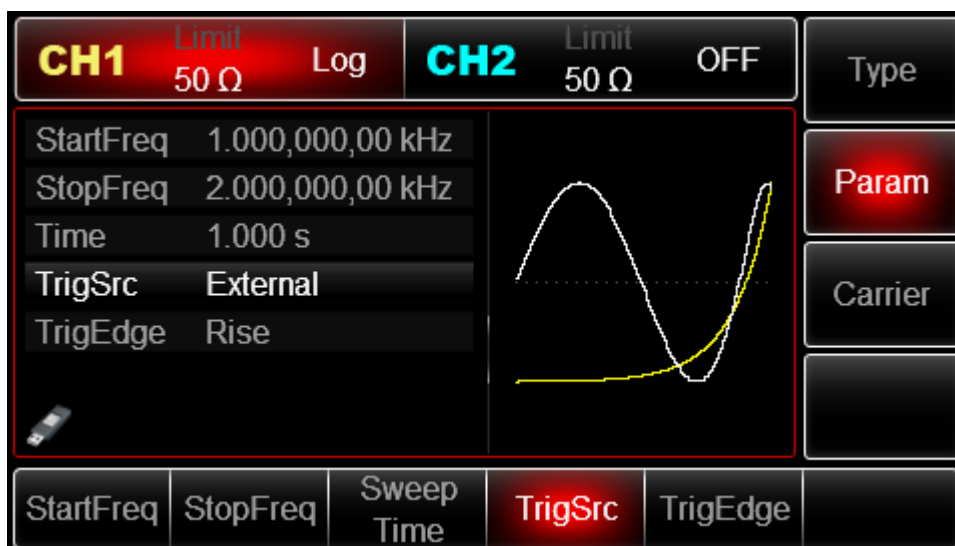 CH1 Limit 50 Ω Log
CH2 Limit 50 Ω OFF
Type
StartFreq 1.000,000,00 kHz
StopFreq 2.000,000,00 kHz
Time 1.000 s
TrigSrc External
TrigEdge Rise
Param
Carrier
StartFreq
StopFreq
Sweep
Time
TrigSrc
TrigEdge